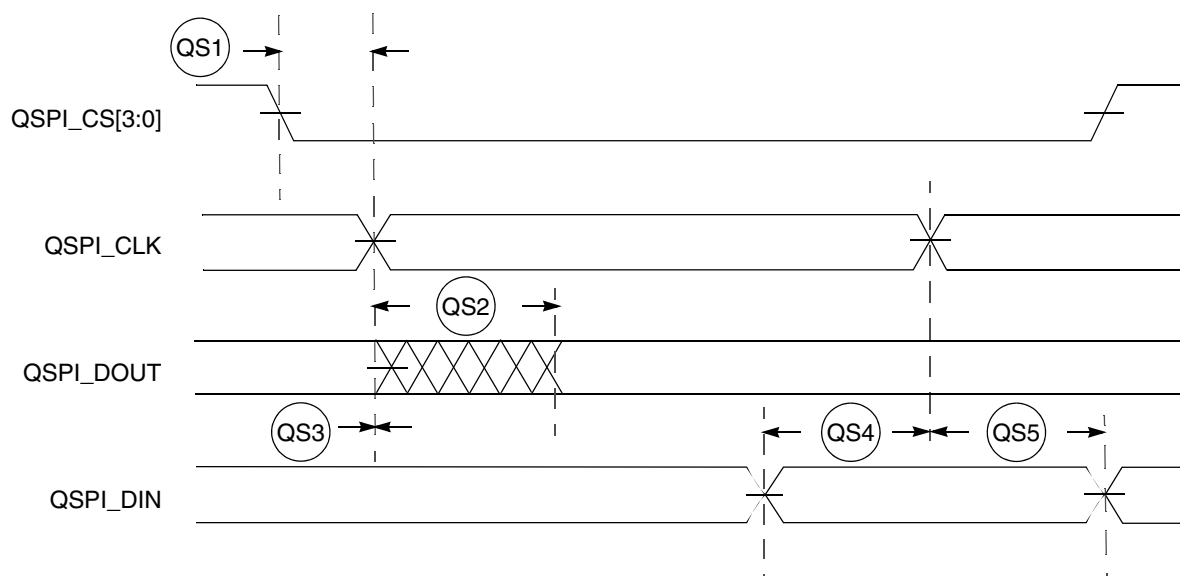 QS1
QSPI_CS[3:0]
QSPI_CLK
QS2
QSPI_DOUT
QS3
QS4
QS5
QSPI_DIN